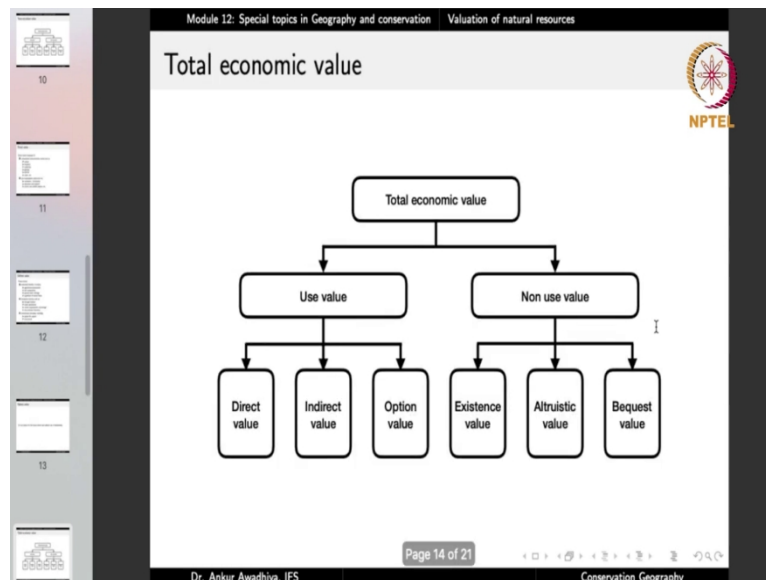 Module 12: Special topics in Geography and conservation Valuation of natural resources
Total economic value
NPTEL
10
11
12
13
Total economic value
Use value Non use value
Direct value Indirect value Option value Existence value Altruistic value Bequest value
Page 14 of 21
Dr. Ankur Awadhiya, IFS Conservation Geography